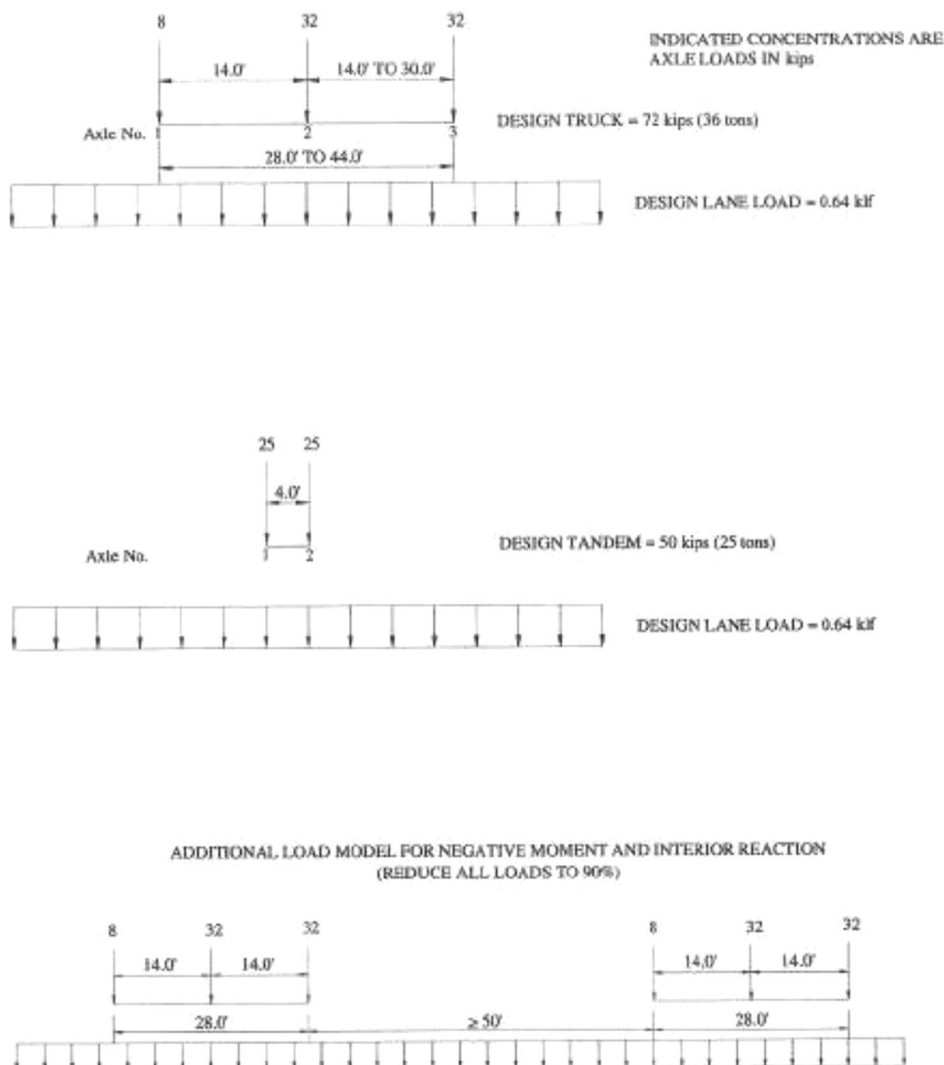 8 32 32
INDICATED CONCENTRATIONS ARE
AXLE LOADS IN kips
14.0' 14.0' TO 30.0'
DESIGN TRUCK = 72 kips (36 tons)
Axle No. 1 2 3
28.0' TO 44.0'
DESIGN LANE LOAD = 0.64 klf
25 25
4.0'
DESIGN TANDEM = 50 kips (25 tons)
Axle No. 1 2
DESIGN LANE LOAD = 0.64 klf
ADDITIONAL LOAD MODEL FOR NEGATIVE MOMENT AND INTERIOR REACTION
(REDUCE ALL LOADS TO 90%)
8 32 32 8 32 32
14.0' 14.0' 14.0' 14.0'
28.0' ≥ 50' 28.0'